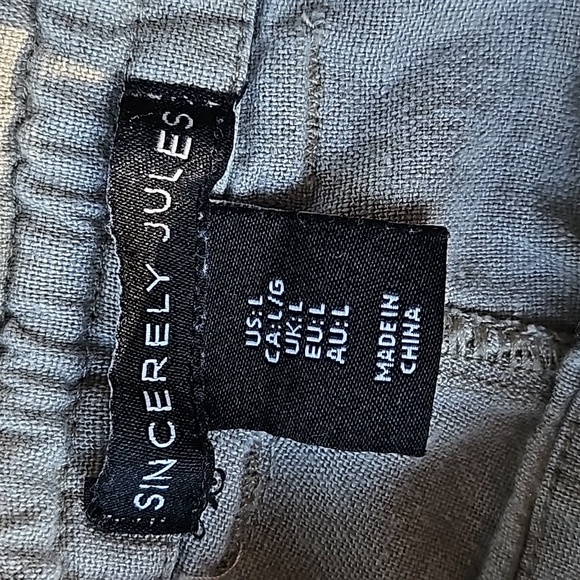 SINCERELY JULES
US:L
CA:L/G
UK:L
EU:L
AU:L
MADE IN
CHINA